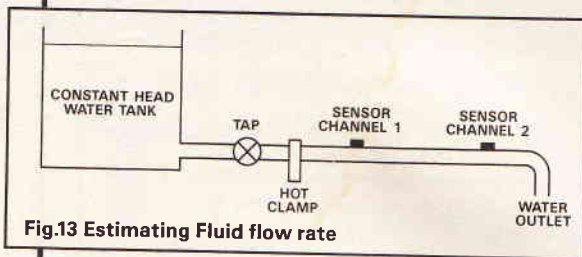 CONSTANT HEAD
WATER TANK
TAP
HOT
CLAMP
SENSOR
CHANNEL 1
SENSOR
CHANNEL 2
WATER
OUTLET
Fig.13 Estimating Fluid flow rate